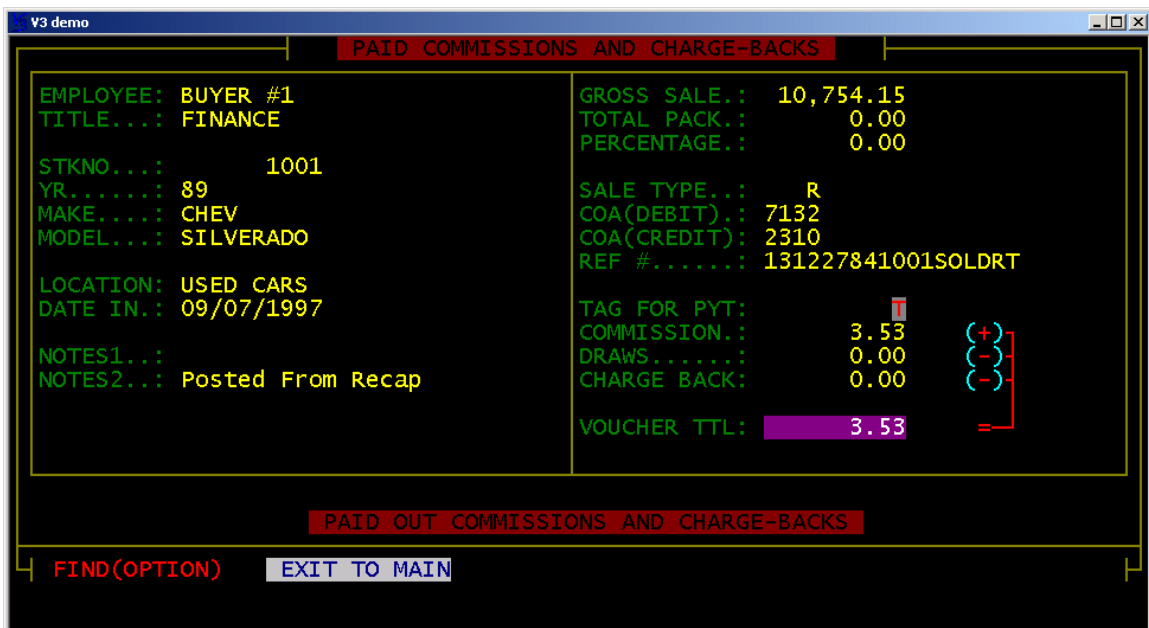 V3 demo
PAID COMMISSIONS AND CHARGE-BACKS
EMPLOYEE: BUYER #1
TITLE...: FINANCE
STKNO...: 1001
YR......: 89
MAKE....: CHEV
MODEL...: SILVERADO
LOCATION: USED CARS
DATE IN.: 09/07/1997
NOTES1..:
NOTES2..: Posted From Recap
GROSS SALE.: 10,754.15
TOTAL PACK.: 0.00
PERCENTAGE.: 0.00
SALE TYPE..: R
COA(DEBIT).: 7132
COA(CREDIT): 2310
REF #......: 131227841001SOLDRT
TAG FOR PYT: T
COMMISSION.: 3.53 (+)
DRAWS......: 0.00 (-)
CHARGE BACK: 0.00 (-)
VOUCHER TTL: 3.53 =
PAID OUT COMMISSIONS AND CHARGE-BACKS
FIND(OPTION) EXIT TO MAIN